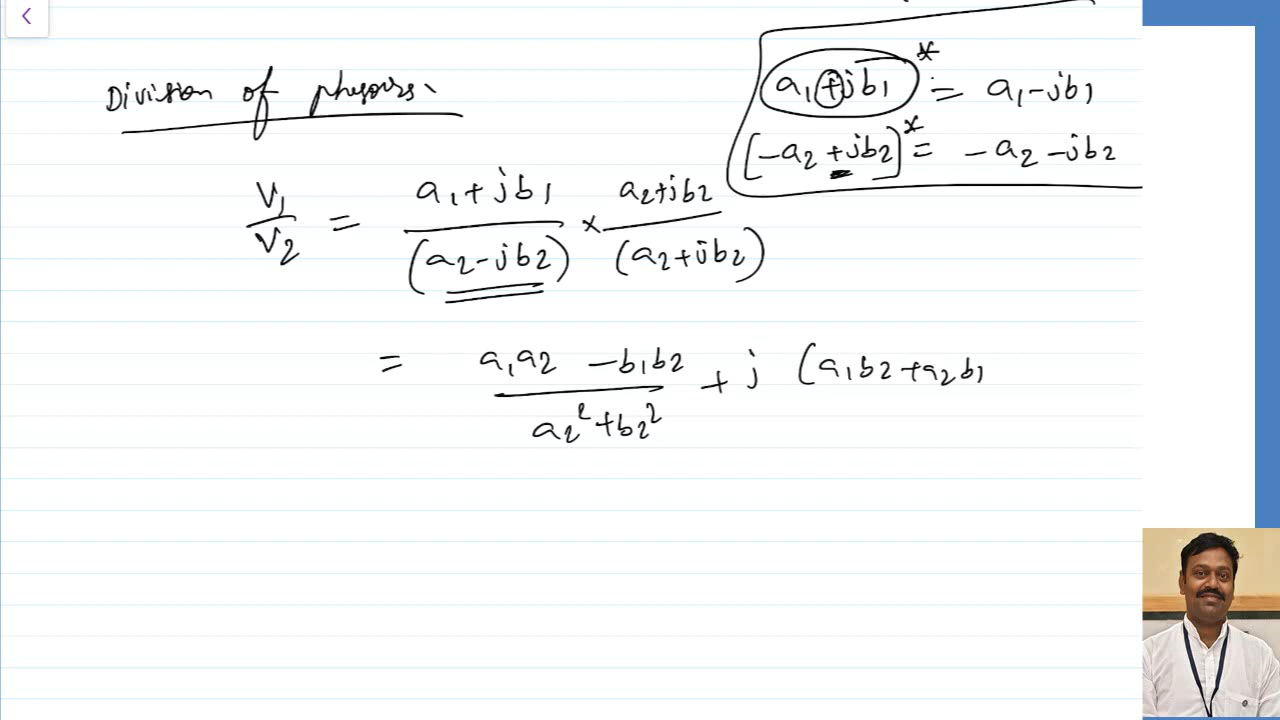 (a₁+jb₁)* = a₁-jb₁
[-a₂+jb₂]* = -a₂-jb₂
Division of phasors.
V₁/V₂ = (a₁+jb₁)/(a₂-jb₂) × (a₂+jb₂)/(a₂+jb₂)
= (a₁a₂ -b₁b₂)/(a₂²+b₂²) + j (a₁b₂+a₂b₁